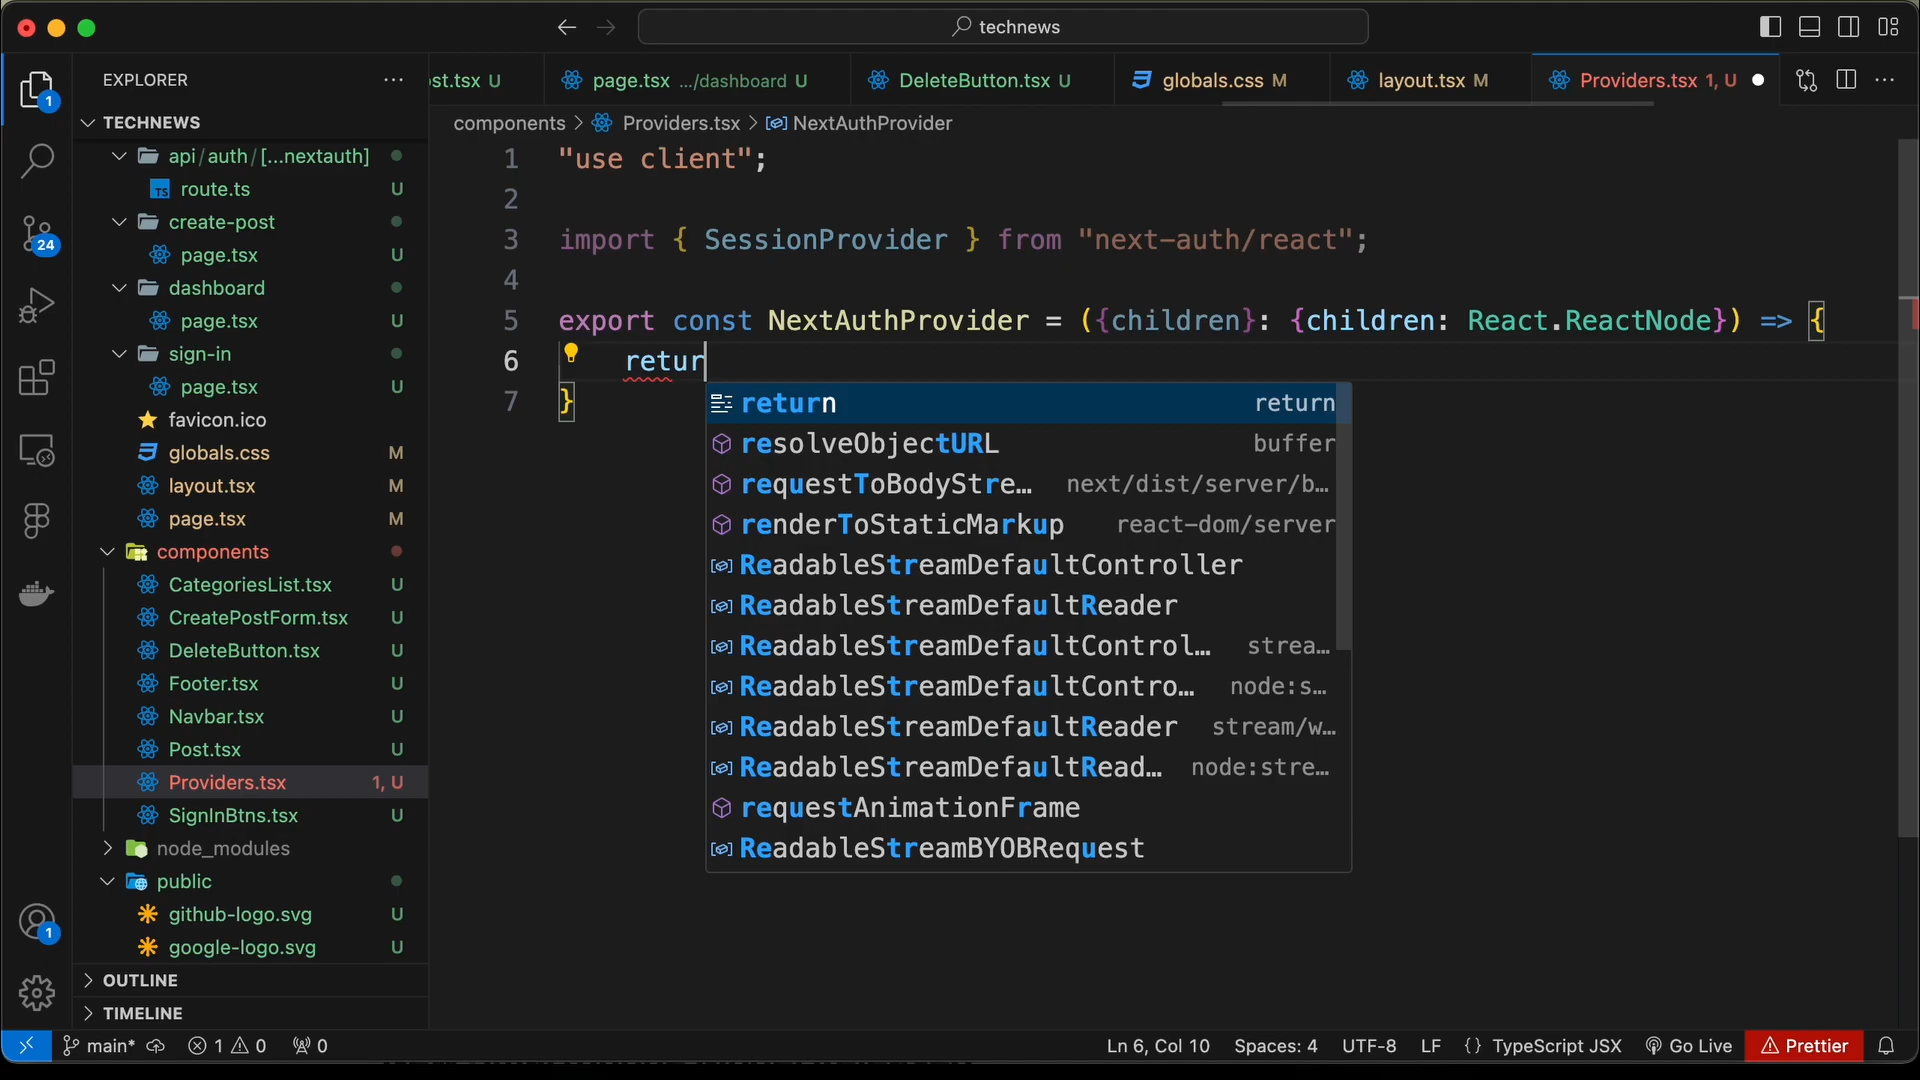 technews
EXPLORER
TECHNEWS
api/auth/[...nextauth]
route.ts U
create-post
page.tsx U
dashboard
page.tsx U
sign-in
page.tsx U
favicon.ico
globals.css M
layout.tsx M
page.tsx M
components
CategoriesList.tsx U
CreatePostForm.tsx U
DeleteButton.tsx U
Footer.tsx U
Navbar.tsx U
Post.tsx U
Providers.tsx 1, U
SignInBtns.tsx U
node_modules
public
github-logo.svg U
google-logo.svg U
OUTLINE
TIMELINE
1
24
1
ost.tsx U
page.tsx .../dashboard U
DeleteButton.tsx U
globals.css M
layout.tsx M
Providers.tsx 1, U
components > Providers.tsx > NextAuthProvider
1 "use client";
2
3 import { SessionProvider } from "next-auth/react";
4
5 export const NextAuthProvider = ({children}: {children: React.ReactNode}) => {
6 retur
7 }
return return
resolveObjectURL buffer
requestToBodyStre… next/dist/server/b…
renderToStaticMarkup react-dom/server
ReadableStreamDefaultController
ReadableStreamDefaultReader
ReadableStreamDefaultControl… strea…
ReadableStreamDefaultContro… node:s…
ReadableStreamDefaultReader stream/w…
ReadableStreamDefaultRead… node:stre…
requestAnimationFrame
ReadableStreamBYOBRequest
main* 1 0 0
Ln 6, Col 10 Spaces: 4 UTF-8 LF {} TypeScript JSX Go Live Prettier